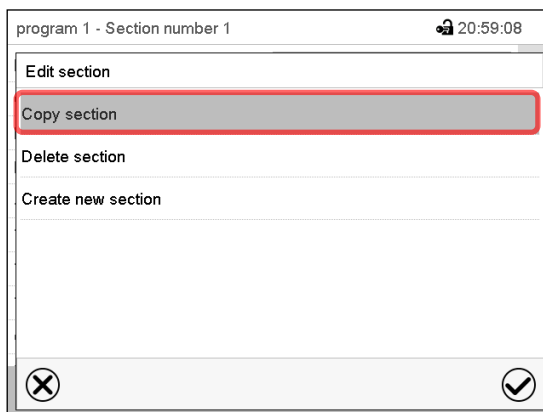 program 1 - Section number 1 20:59:08
Edit section
Copy section
Delete section
Create new section